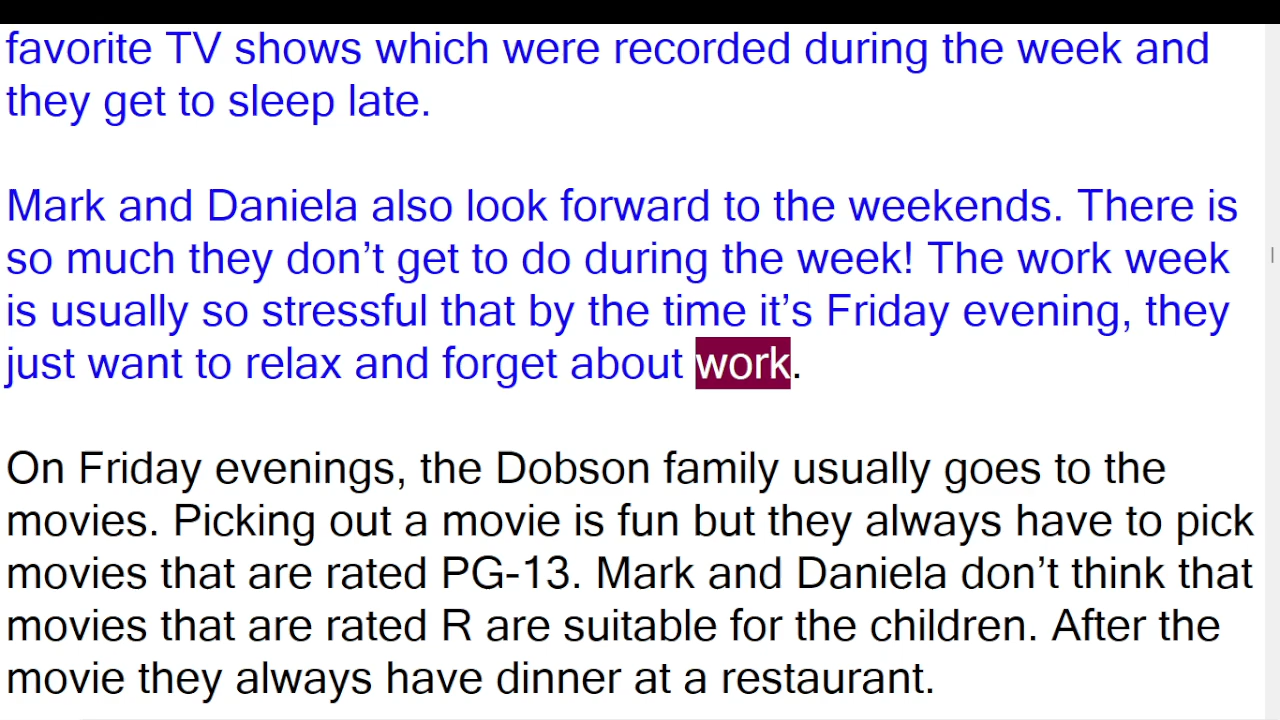 favorite TV shows which were recorded during the week and
they get to sleep late.
Mark and Daniela also look forward to the weekends. There is
so much they don’t get to do during the week! The work week
is usually so stressful that by the time it’s Friday evening, they
just want to relax and forget about work.
On Friday evenings, the Dobson family usually goes to the
movies. Picking out a movie is fun but they always have to pick
movies that are rated PG-13. Mark and Daniela don’t think that
movies that are rated R are suitable for the children. After the
movie they always have dinner at a restaurant.